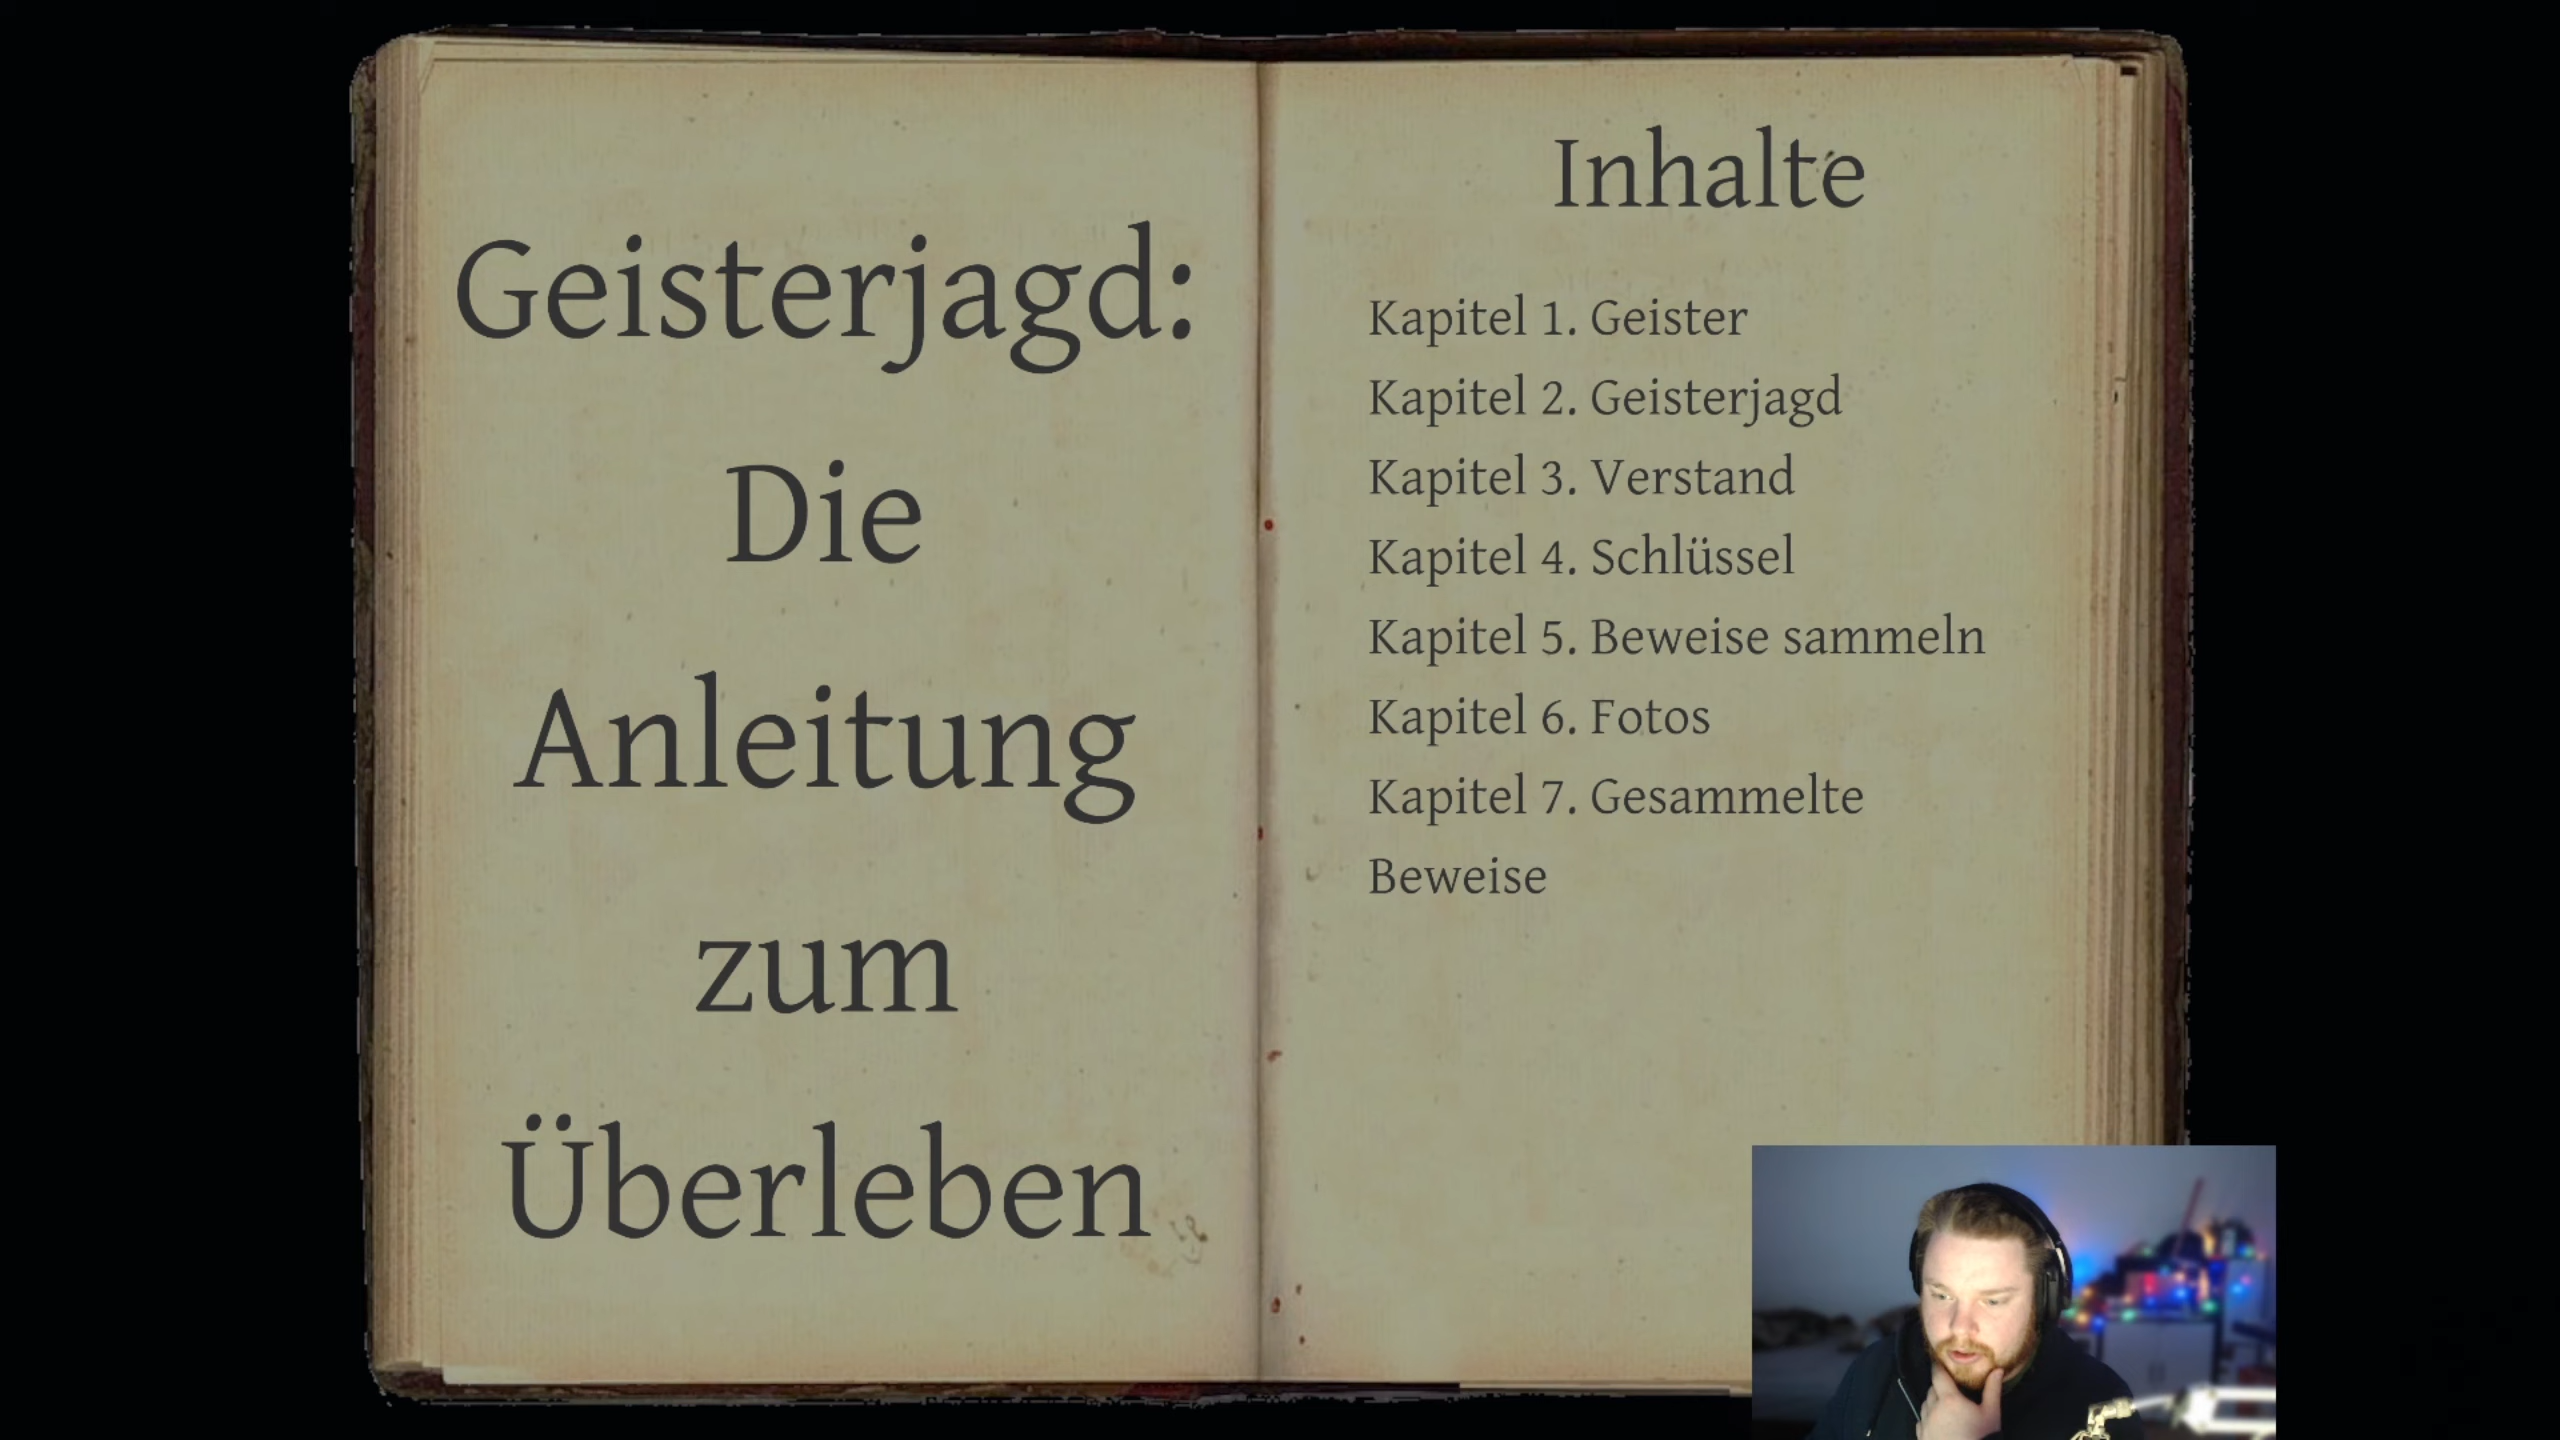 Geisterjagd:
Die
Anleitung
zum
Überleben
Inhalte
Kapitel 1. Geister
Kapitel 2. Geisterjagd
Kapitel 3. Verstand
Kapitel 4. Schlüssel
Kapitel 5. Beweise sammeln
Kapitel 6. Fotos
Kapitel 7. Gesammelte
Beweise